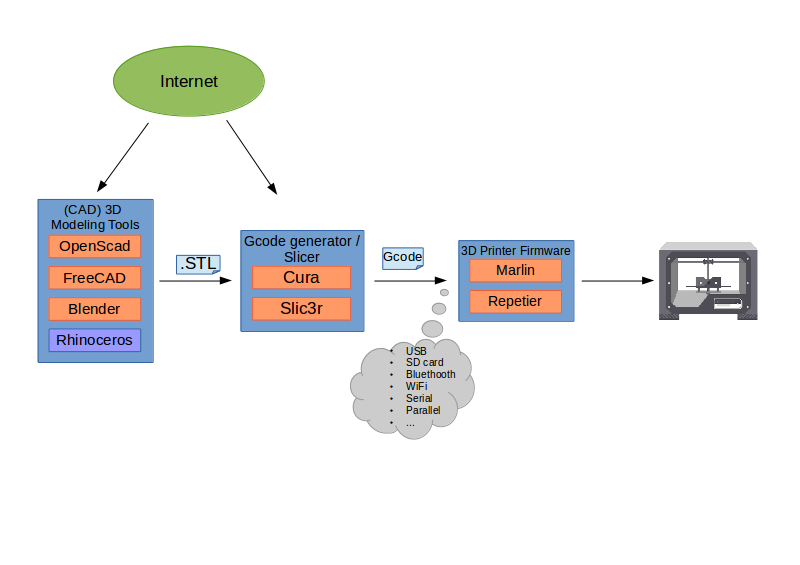 Internet
(CAD) 3D
Modeling Tools
OpenScad
FreeCAD
Blender
Rhinoceros
.STL
Gcode generator /
Slicer
Cura
Slic3r
Gcode
3D Printer Firmware
Marlin
Repetier
USB
SD card
Bluethooth
WiFi
Serial
Parallel
...